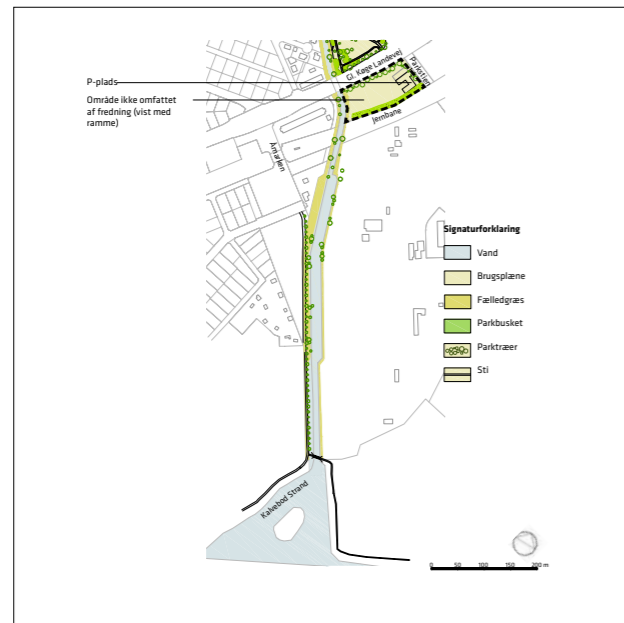 Gl. Køge Landevej
Parkstien
P-plads
Område ikke omfattet
af fredning (vist med
ramme)
Jernbane
Åmarken
Signaturforklaring
Vand
Brugsplæne
Fælledgræs
Parkbusket
Parktræer
Sti
Kalvebod Strand
0 50 100 150 200 m